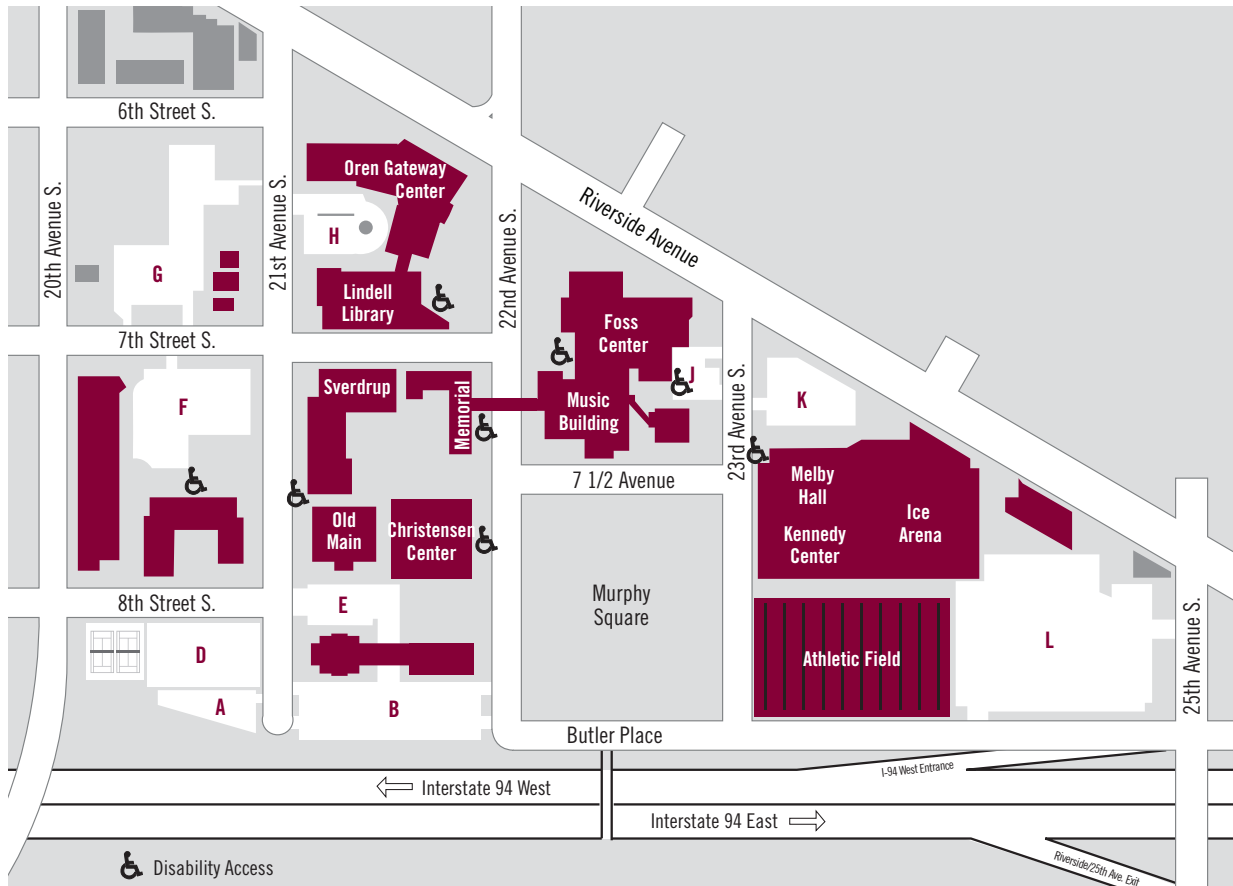 6th Street S.
Oren Gateway
Center
20th Avenue S.
21st Avenue S.
22nd Avenue S.
Riverside Avenue
H
G
Lindell
Library
7th Street S.
Foss
Center
J
Sverdrup
Memorial
Music
Building
23rd Avenue S.
K
F
7 1/2 Avenue
Melby
Hall
Kennedy
Center
Ice
Arena
Old
Main
Christensen
Center
8th Street S.
E
Murphy
Square
D
A
B
Athletic Field
L
25th Avenue S.
Butler Place
I-94 West Entrance
Interstate 94 West
Interstate 94 East
Riverside/25th Ave. Exit
Disability Access